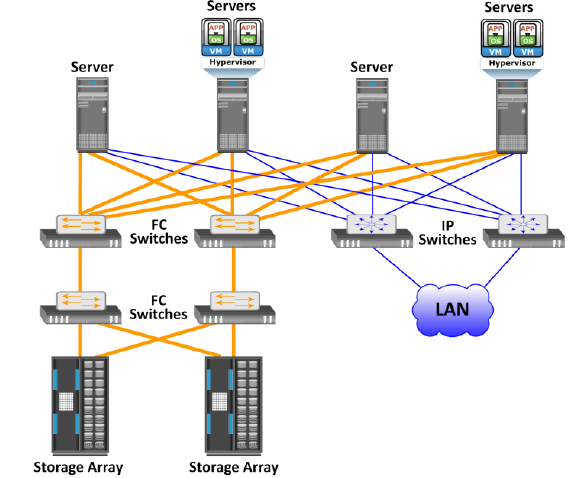 Servers
Servers
APP APP
OS OS
VM VM
Hypervisor
APP APP
OS OS
VM VM
Hypervisor
Server
Server
FC
Switches
IP
Switches
FC
Switches
LAN
Storage Array
Storage Array